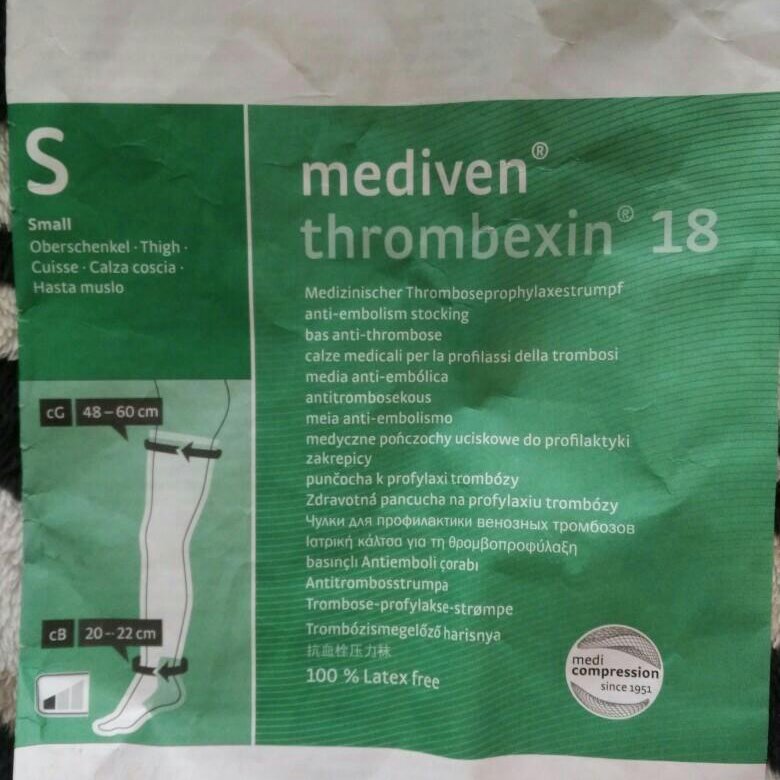 S
Small
Oberschenkel · Thigh ·
Cuisse · Calza coscia ·
Hasta muslo
cG 48 – 60 cm
cB 20 – 22 cm
mediven®
thrombexin® 18
Medizinischer Thromboseprophylaxestrumpf
anti-embolism stocking
bas anti-thrombose
calze medicali per la profilassi della trombosi
media anti-embólica
antitrombosekous
meia anti-embolismo
medyczne pończochy uciskowe do profilaktyki
zakrepicy
punčocha k profylaxi trombózy
Zdravotná pancucha na profylaxiu trombózy
Чулки для профилактики венозных тромбозов
Ιατρική κάλτσα για τη θρομβοπροφύλαξη
basınçlı Antiemboli çorabı
Antitrombosstrumpa
Trombose-profylakse-strømpe
Trombózismegelőző harisnya
抗血栓压力袜
100 % Latex free
medi
compression
since 1951